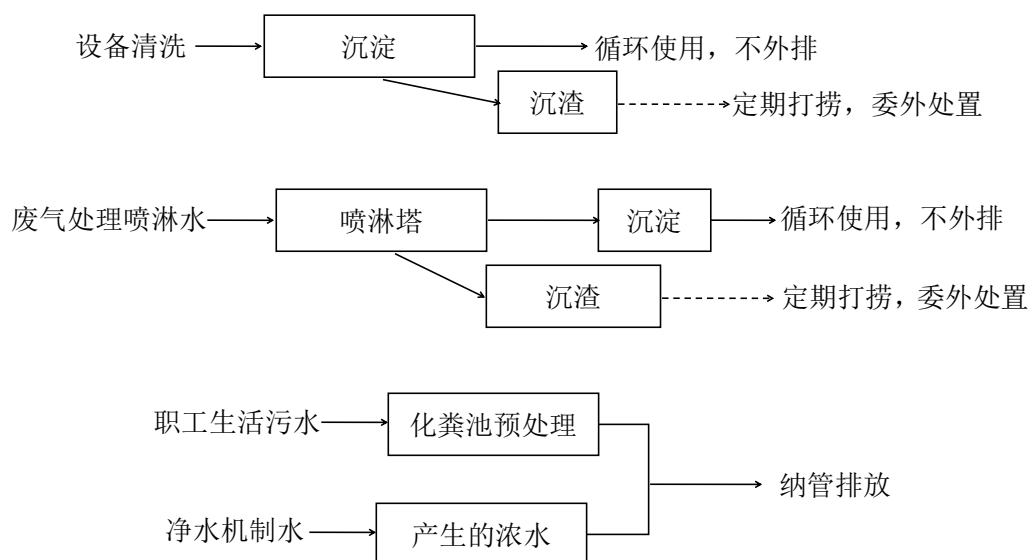 设备清洗
沉淀
循环使用，不外排
沉渣
定期打捞，委外处置
废气处理喷淋水
喷淋塔
沉淀
循环使用，不外排
沉渣
定期打捞，委外处置
职工生活污水
化粪池预处理
纳管排放
净水机制水
产生的浓水